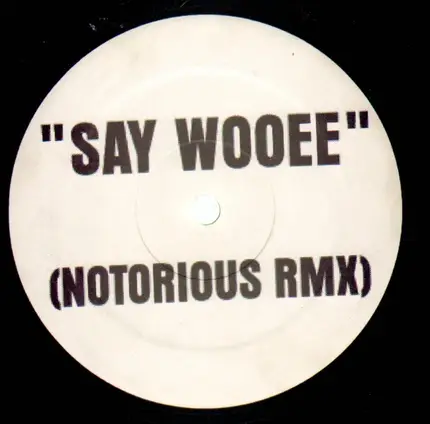 "SAY WOOEE"
(NOTORIOUS RMX)